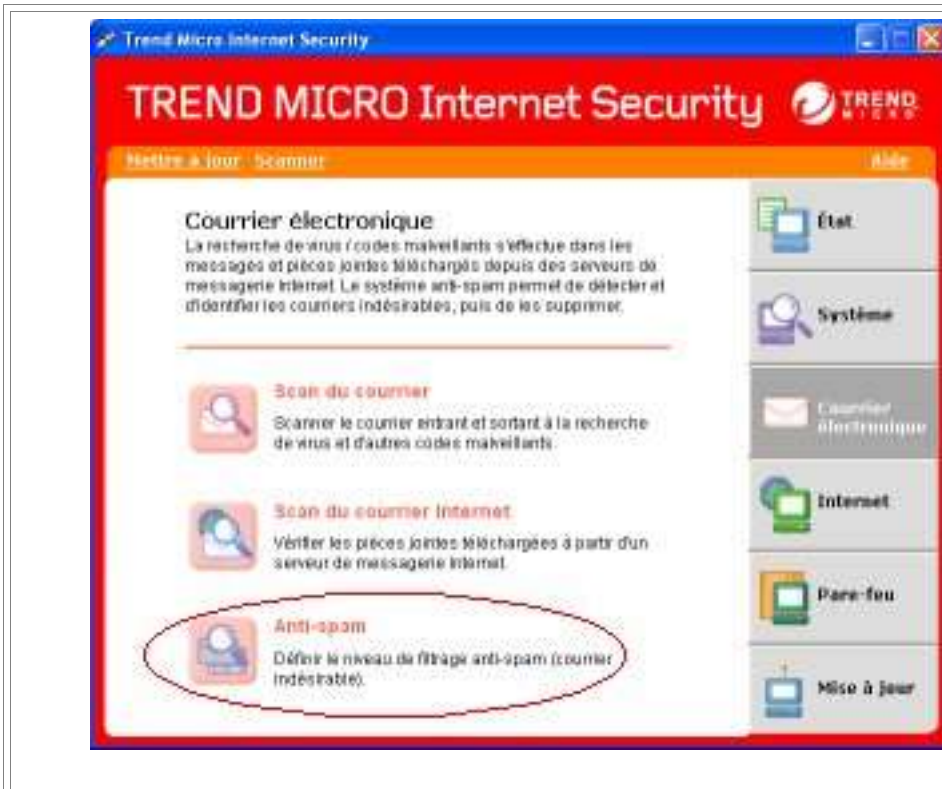 Trend Micro Internet Security
TREND MICRO Internet Security
TREND
MICRO
Mettre à jour Scanner
Aide
Courrier électronique
La recherche de virus / codes malveillants s'effectue dans les
messages et pièces jointes téléchargés depuis des serveurs de
messagerie Internet. Le système anti-spam permet de détecter et
d'identifier les courriers indésirables, puis de les supprimer.
Scan du courrier
Scanner le courrier entrant et sortant à la recherche
de virus et d'autres codes malveillants.
Scan du courrier Internet
Vérifier les pièces jointes téléchargées à partir d'un
serveur de messagerie Internet
Anti-spam
Définir le niveau de filtrage anti-spam (courrier
indésirable).
État
Système
Courrier
électronique
Internet
Pare-feu
Mise à jour